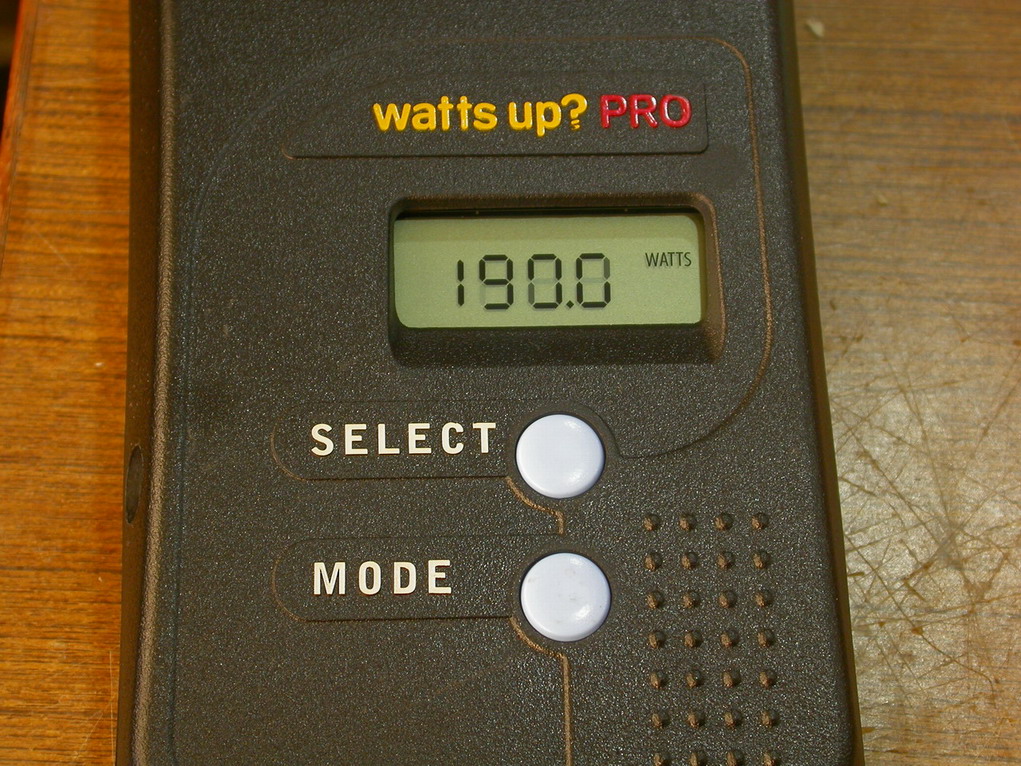 watts up? PRO
190.0 WATTS
SELECT
MODE